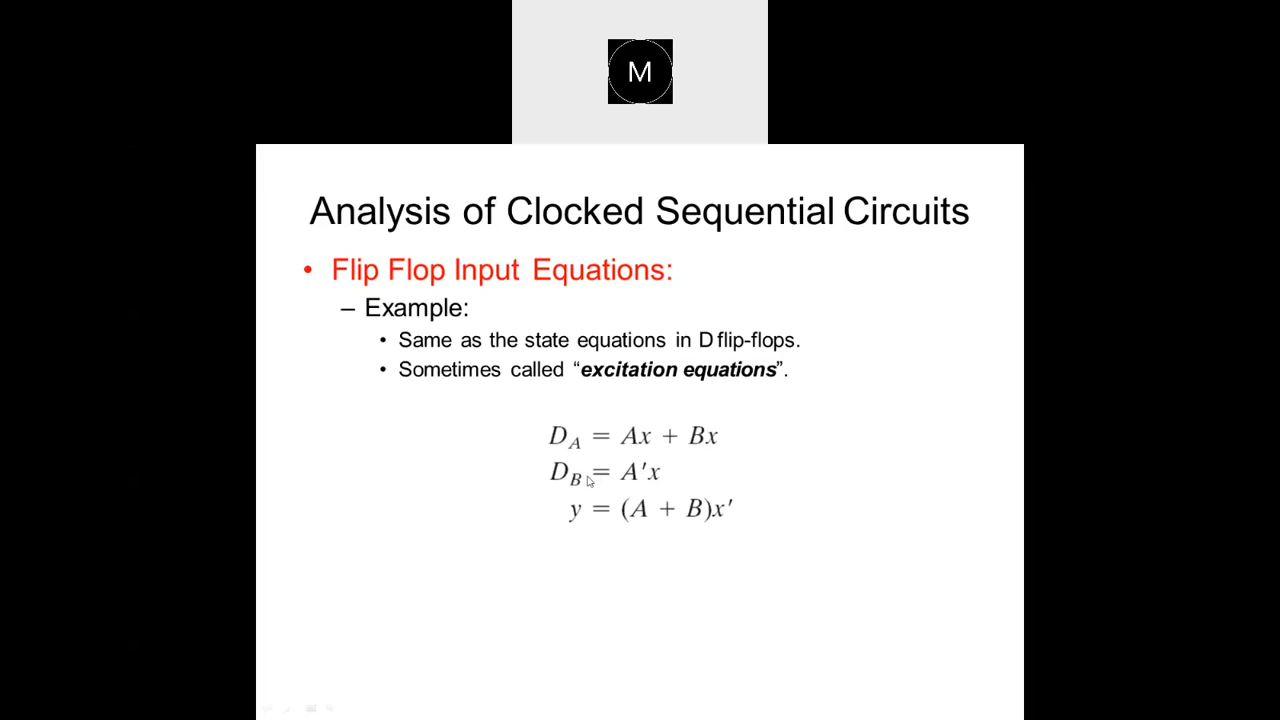 M
Analysis of Clocked Sequential Circuits
• Flip Flop Input Equations:
– Example:
• Same as the state equations in D flip-flops.
• Sometimes called “excitation equations”.
D_A = Ax + Bx
D_B = A'x
y = (A + B)x'